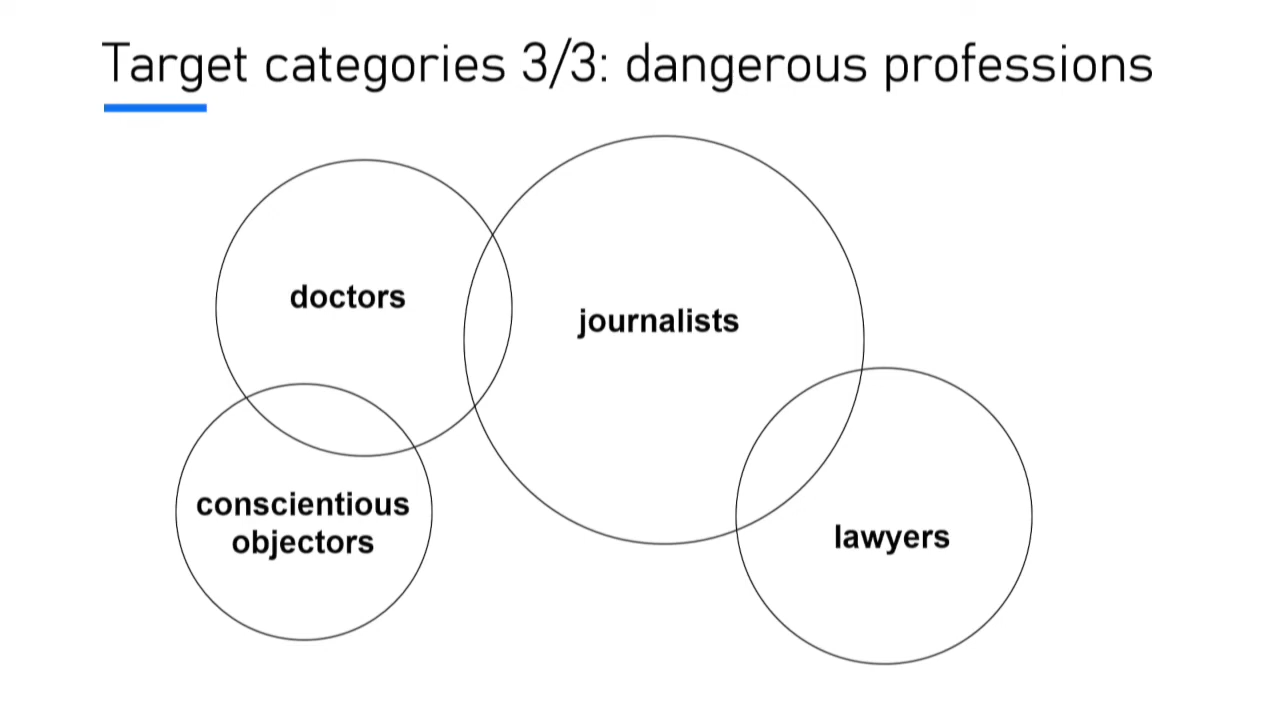 Target categories 3/3: dangerous professions
doctors
journalists
conscientious
objectors
lawyers